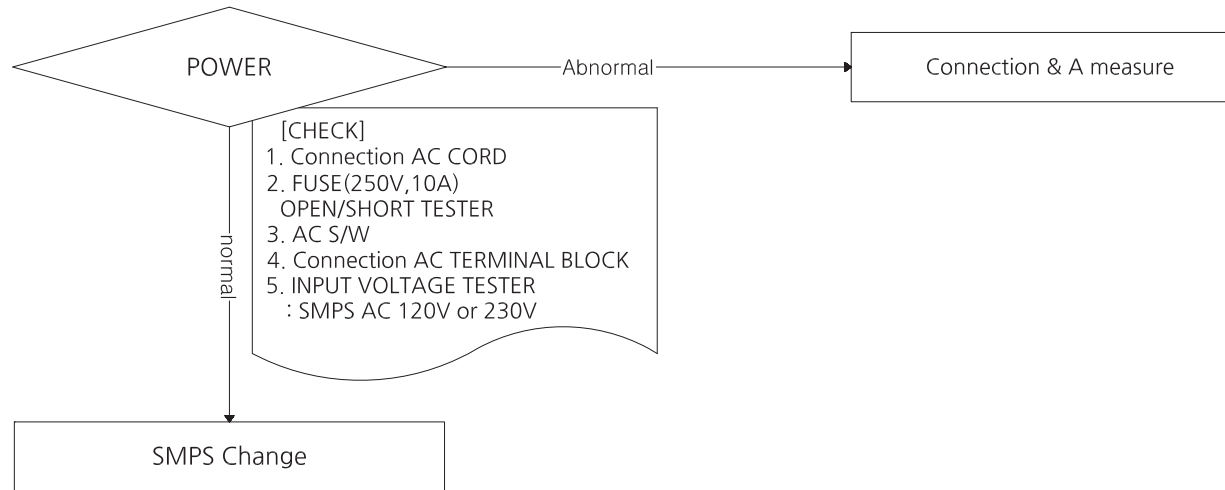 POWER
Abnormal
Connection & A measure
[CHECK]
1. Connection AC CORD
2. FUSE(250V,10A)
OPEN/SHORT TESTER
3. AC S/W
4. Connection AC TERMINAL BLOCK
5. INPUT VOLTAGE TESTER
: SMPS AC 120V or 230V
normal
SMPS Change